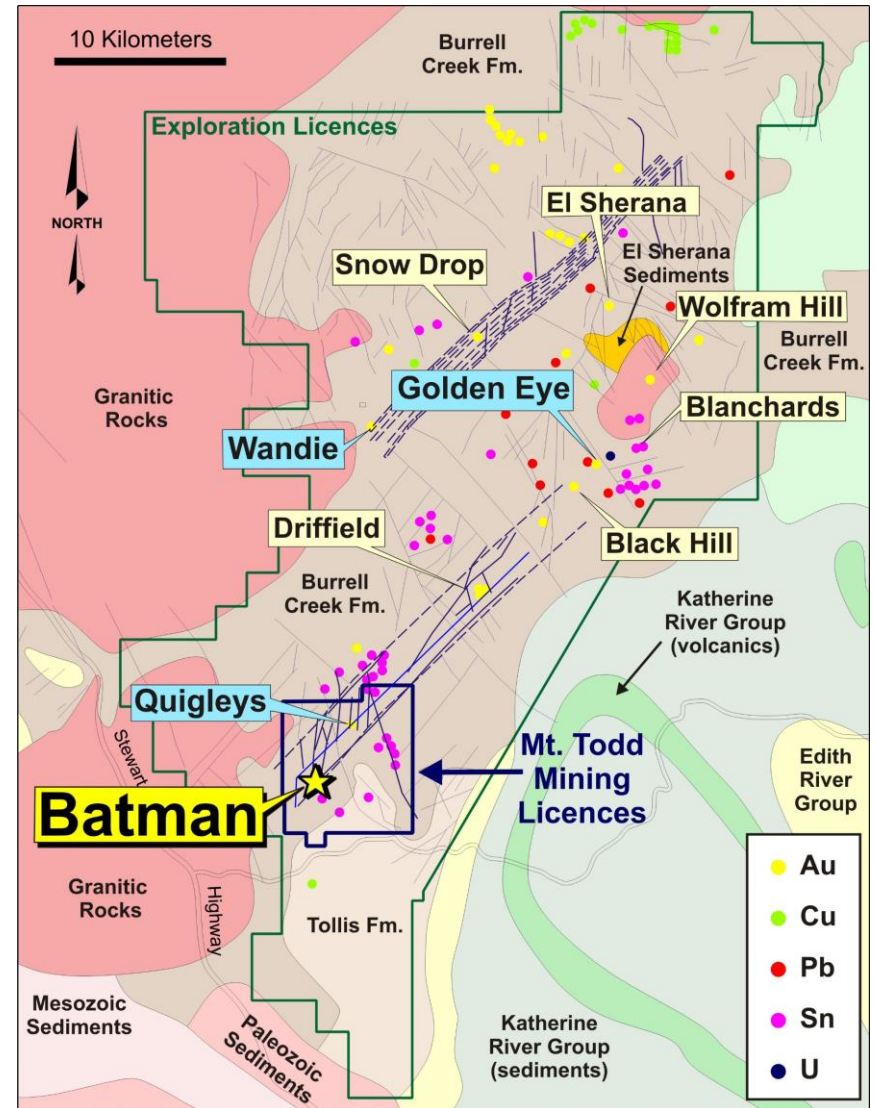 10 Kilometers
Burrell
Creek Fm.
Exploration Licences
NORTH
El Sherana
El Sherana
Sediments
Snow Drop
Wolfram Hill
Burrell
Creek Fm.
Golden Eye
Granitic
Rocks
Blanchards
Wandie
Driffield
Black Hill
Burrell
Creek Fm.
Katherine
River Group
(volcanics)
Quigleys
Stewart
Mt. Todd
Mining
Licences
Edith
River
Group
Batman
Granitic
Rocks
Highway
Tollis Fm.
Mesozoic
Sediments
Paleozoic
Sediments
Katherine
River Group
(sediments)
Au
Cu
Pb
Sn
U